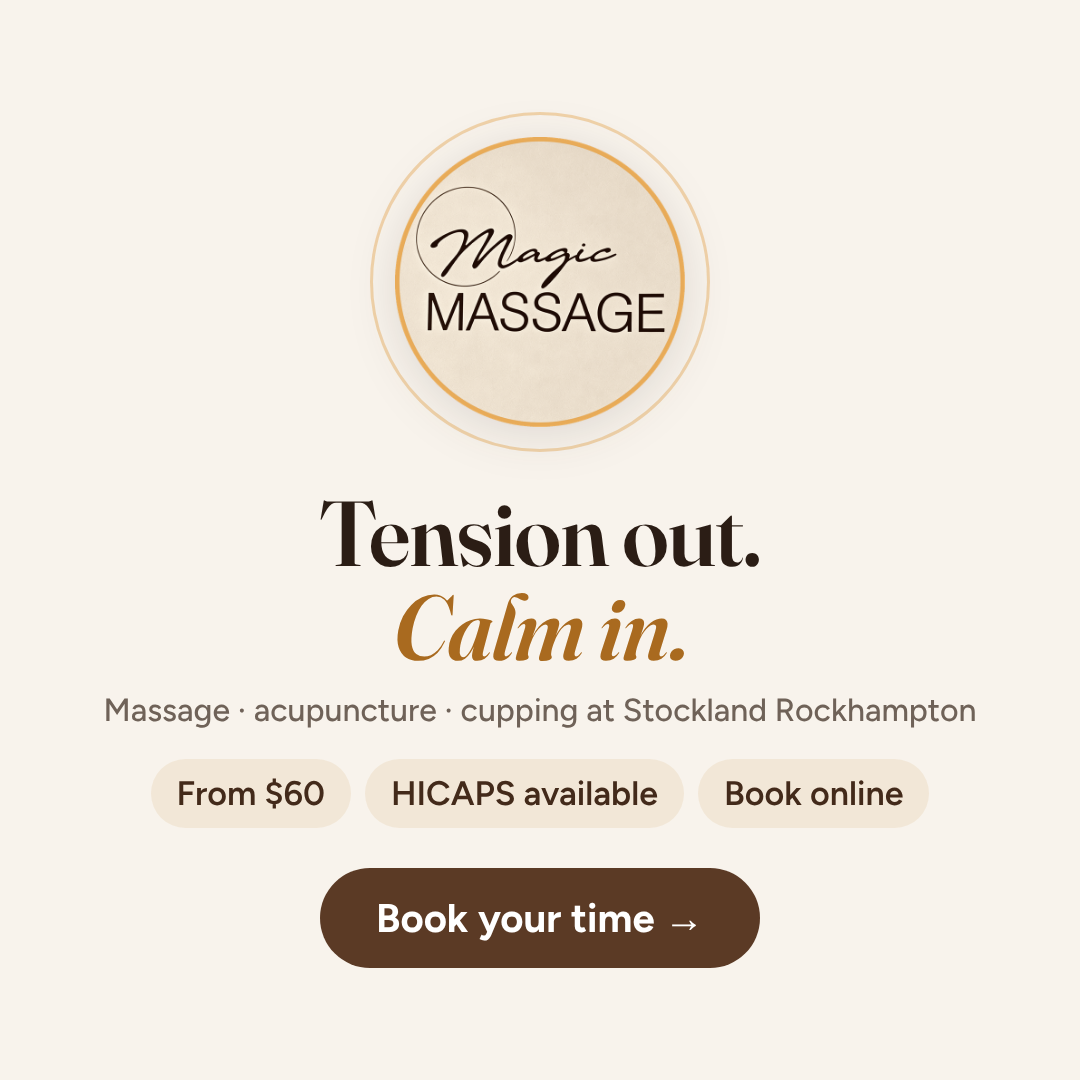 Magic
MASSAGE
Tension out.
Calm in.
Massage · acupuncture · cupping at Stockland Rockhampton
From $60 HICAPS available Book online
Book your time →